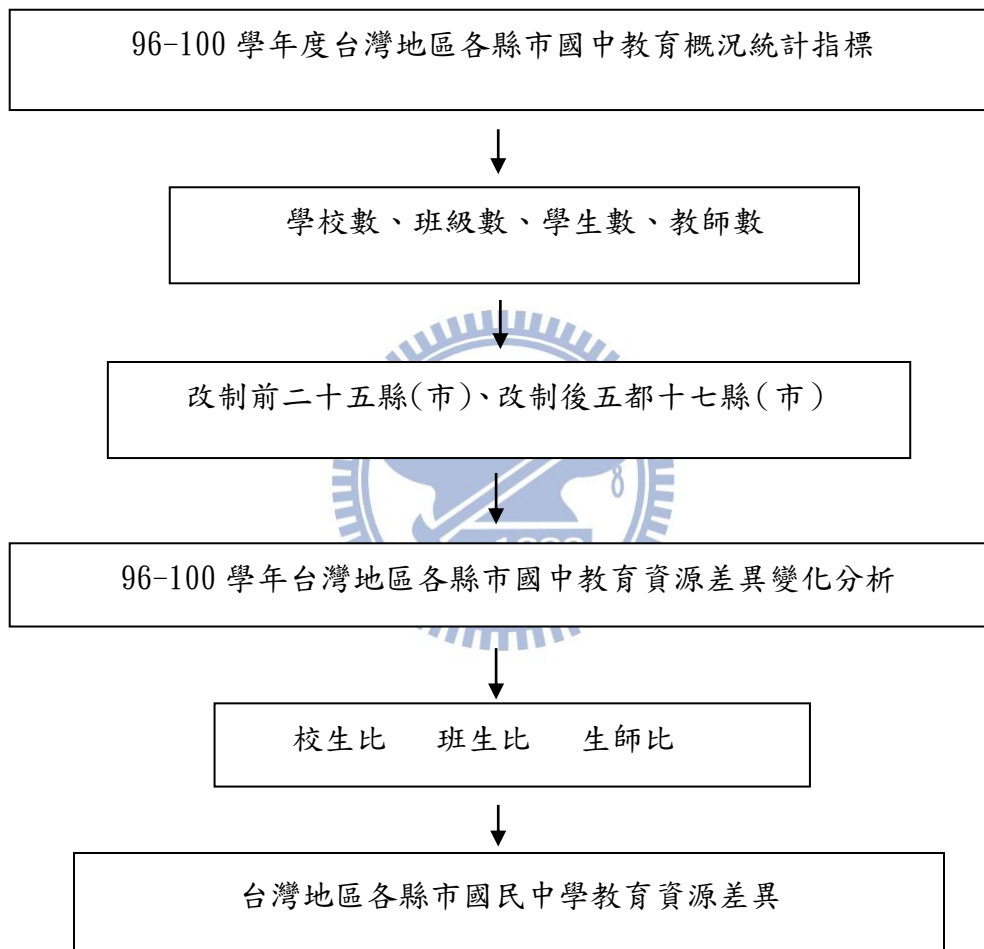 96-100 學年度台灣地區各縣市國中教育概況統計指標
學校數、班級數、學生數、教師數
改制前二十五縣(市)、改制後五都十七縣(市)
96-100 學年台灣地區各縣市國中教育資源差異變化分析
校生比 班生比 生師比
台灣地區各縣市國民中學教育資源差異